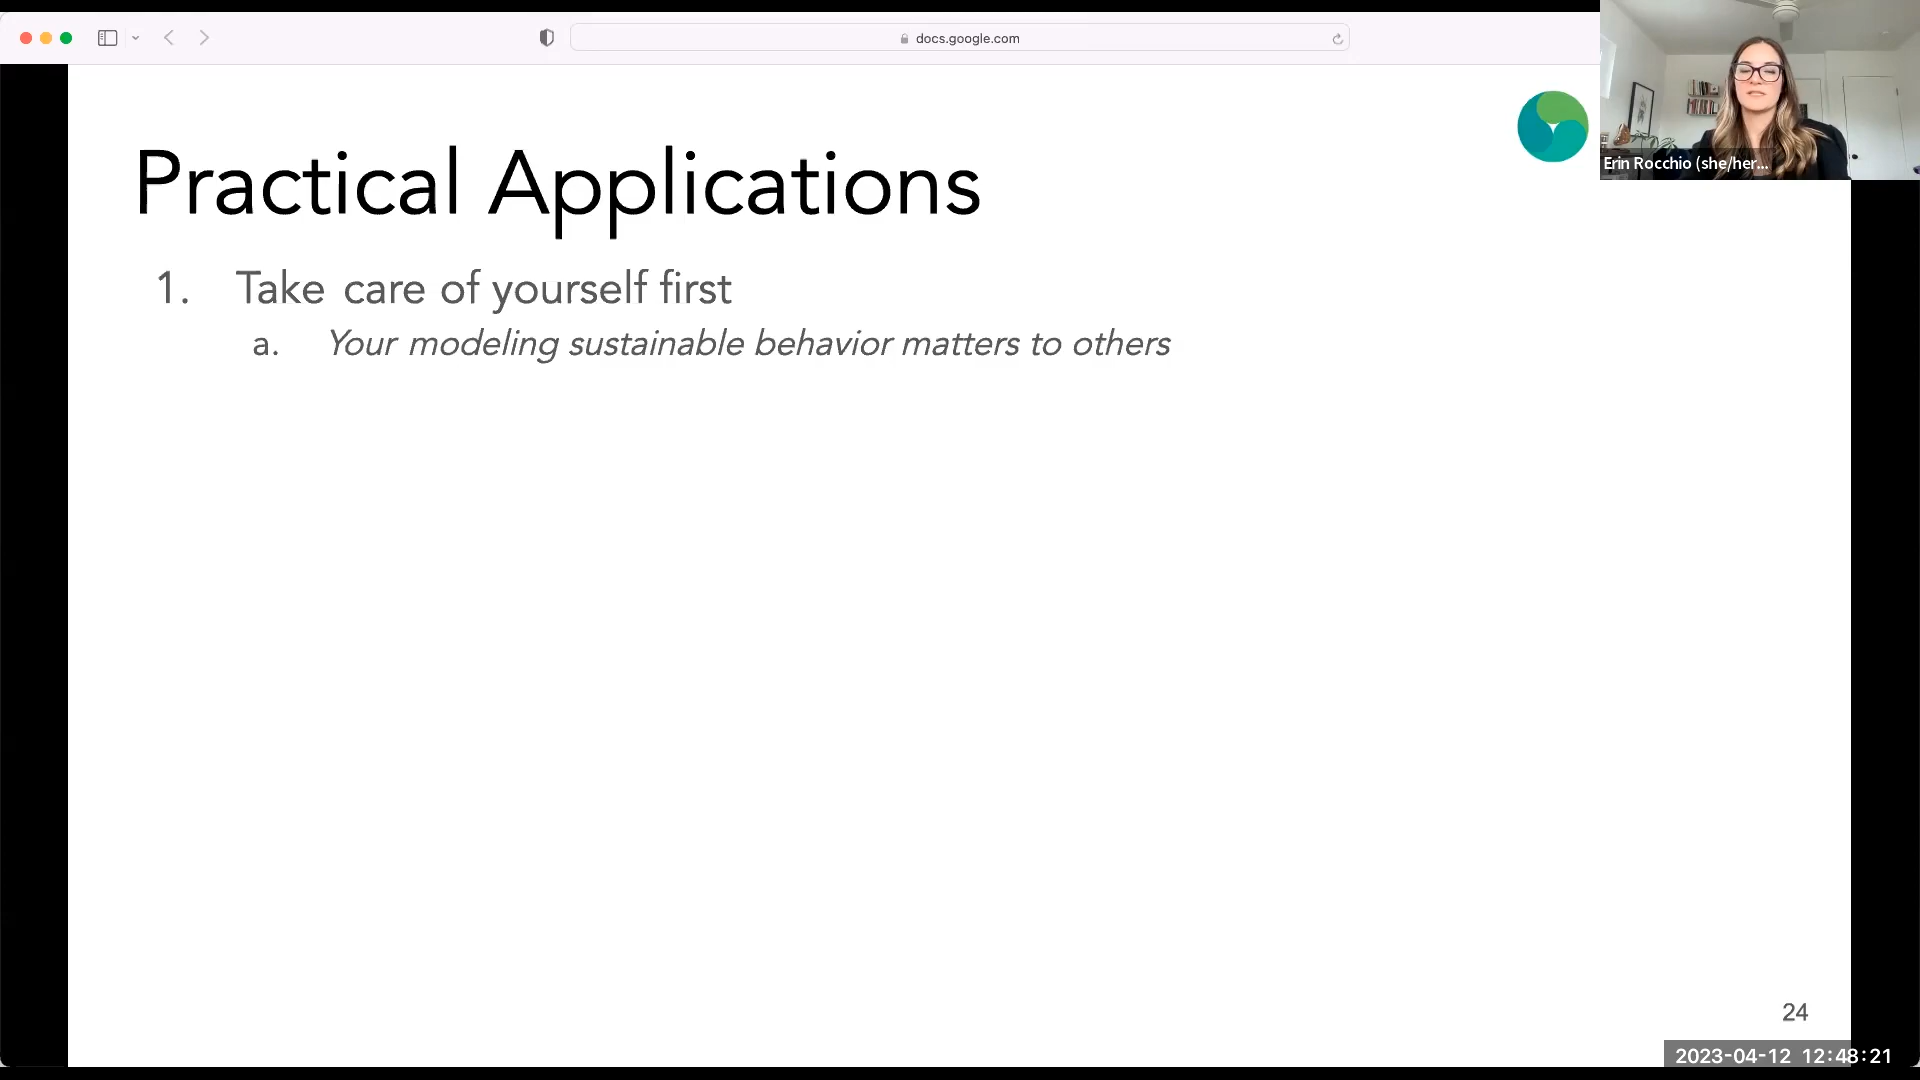 docs.google.com
Erin Rocchio (she/her...
Practical Applications
1. Take care of yourself first
a. Your modeling sustainable behavior matters to others
24
2023-04-12 12:48:21